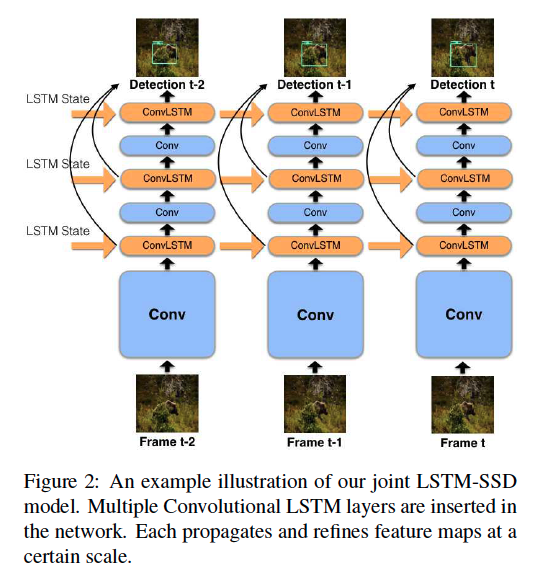 Detection t-2 Detection t-1 Detection t
LSTM State
ConvLSTM ConvLSTM ConvLSTM
Conv Conv Conv
LSTM State
ConvLSTM ConvLSTM ConvLSTM
Conv Conv Conv
LSTM State
ConvLSTM ConvLSTM ConvLSTM
Conv Conv Conv
Frame t-2 Frame t-1 Frame t
Figure 2: An example illustration of our joint LSTM-SSD
model. Multiple Convolutional LSTM layers are inserted in
the network. Each propagates and refines feature maps at a
certain scale.